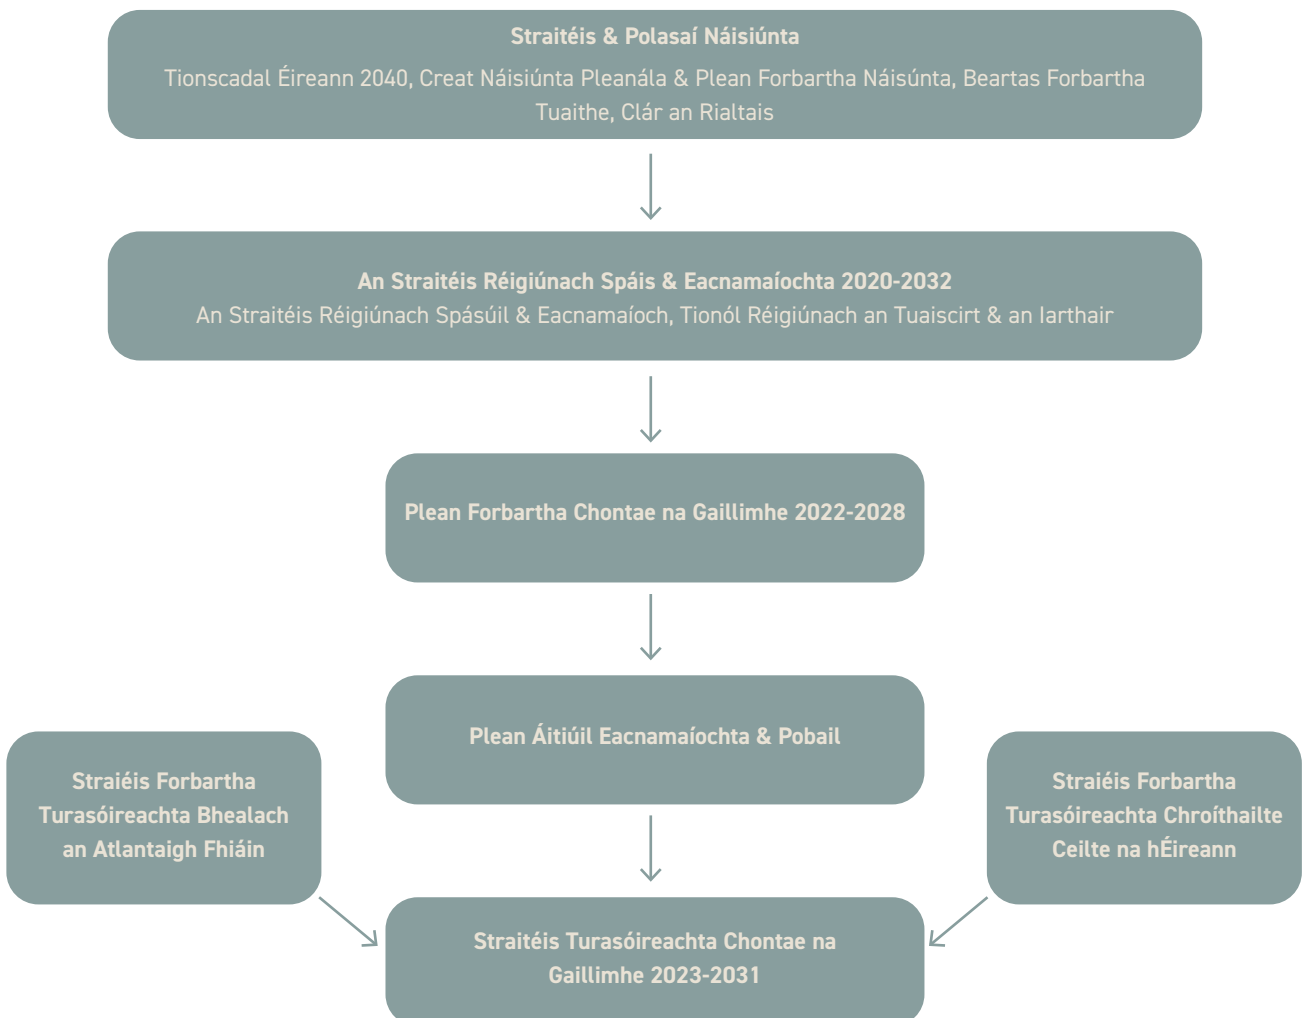 Straitéis & Polasaí Náisiúnta
Tionscadal Éireann 2040, Creat Náisiúnta Pleanála & Plean Forbartha Náisúnta, Beartas Forbartha
Tuaithe, Clár an Rialtais
An Straitéis Réigiúnach Spáis & Eacnamaíochta 2020-2032
An Straitéis Réigiúnach Spásúil & Eacnamaíoch, Tionól Réigiúnach an Tuaiscirt & an Iarthair
Plean Forbartha Chontae na Gaillimhe 2022-2028
Plean Áitiúil Eacnamaíochta & Pobail
Straiéis Forbartha
Turasóireachta Bhealach
an Atlantaigh Fhiáin
Straiéis Forbartha
Turasóireachta Chroíthailte
Ceilte na hÉireann
Straitéis Turasóireachta Chontae na
Gaillimhe 2023-2031